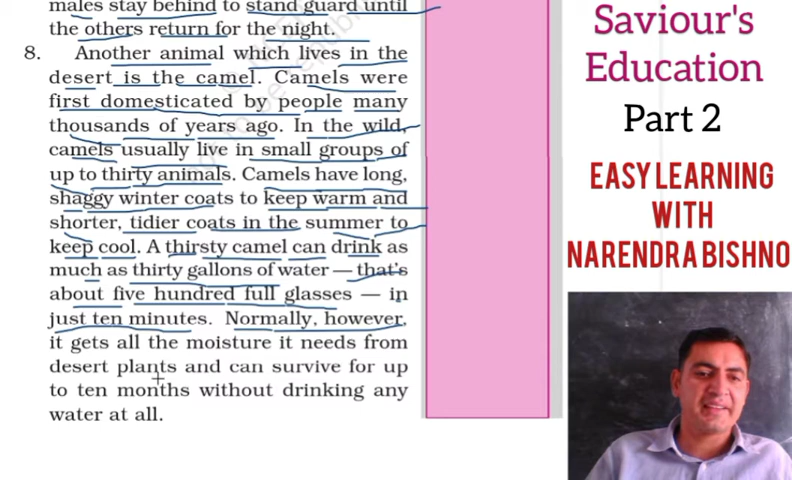 males stay behind to stand guard until
the others return for the night.
8. Another animal which lives in the
desert is the camel. Camels were
first domesticated by people many
thousands of years ago. In the wild,
camels usually live in small groups of
up to thirty animals. Camels have long,
shaggy winter coats to keep warm and
shorter, tidier coats in the summer to
keep cool. A thirsty camel can drink as
much as thirty gallons of water — that's
about five hundred full glasses — in
just ten minutes. Normally, however,
it gets all the moisture it needs from
desert plants and can survive for up
to ten months without drinking any
water at all.
Saviour's
Education
Part 2
EASY LEARNING
WITH
NARENDRA BISHNO